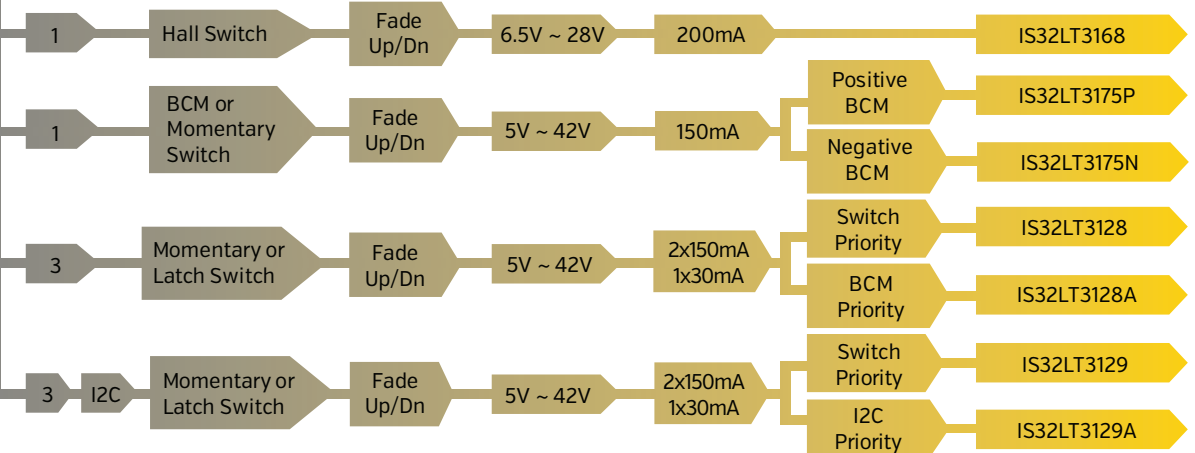 1
Hall Switch
Fade
Up/Dn
6.5V ~ 28V
200mA
IS32LT3168
1
BCM or
Momentary
Switch
Fade
Up/Dn
5V ~ 42V
150mA
Positive
BCM
IS32LT3175P
Negative
BCM
IS32LT3175N
3
Momentary or
Latch Switch
Fade
Up/Dn
5V ~ 42V
2x150mA
1x30mA
Switch
Priority
IS32LT3128
BCM
Priority
IS32LT3128A
3
I2C
Momentary or
Latch Switch
Fade
Up/Dn
5V ~ 42V
2x150mA
1x30mA
Switch
Priority
IS32LT3129
I2C
Priority
IS32LT3129A